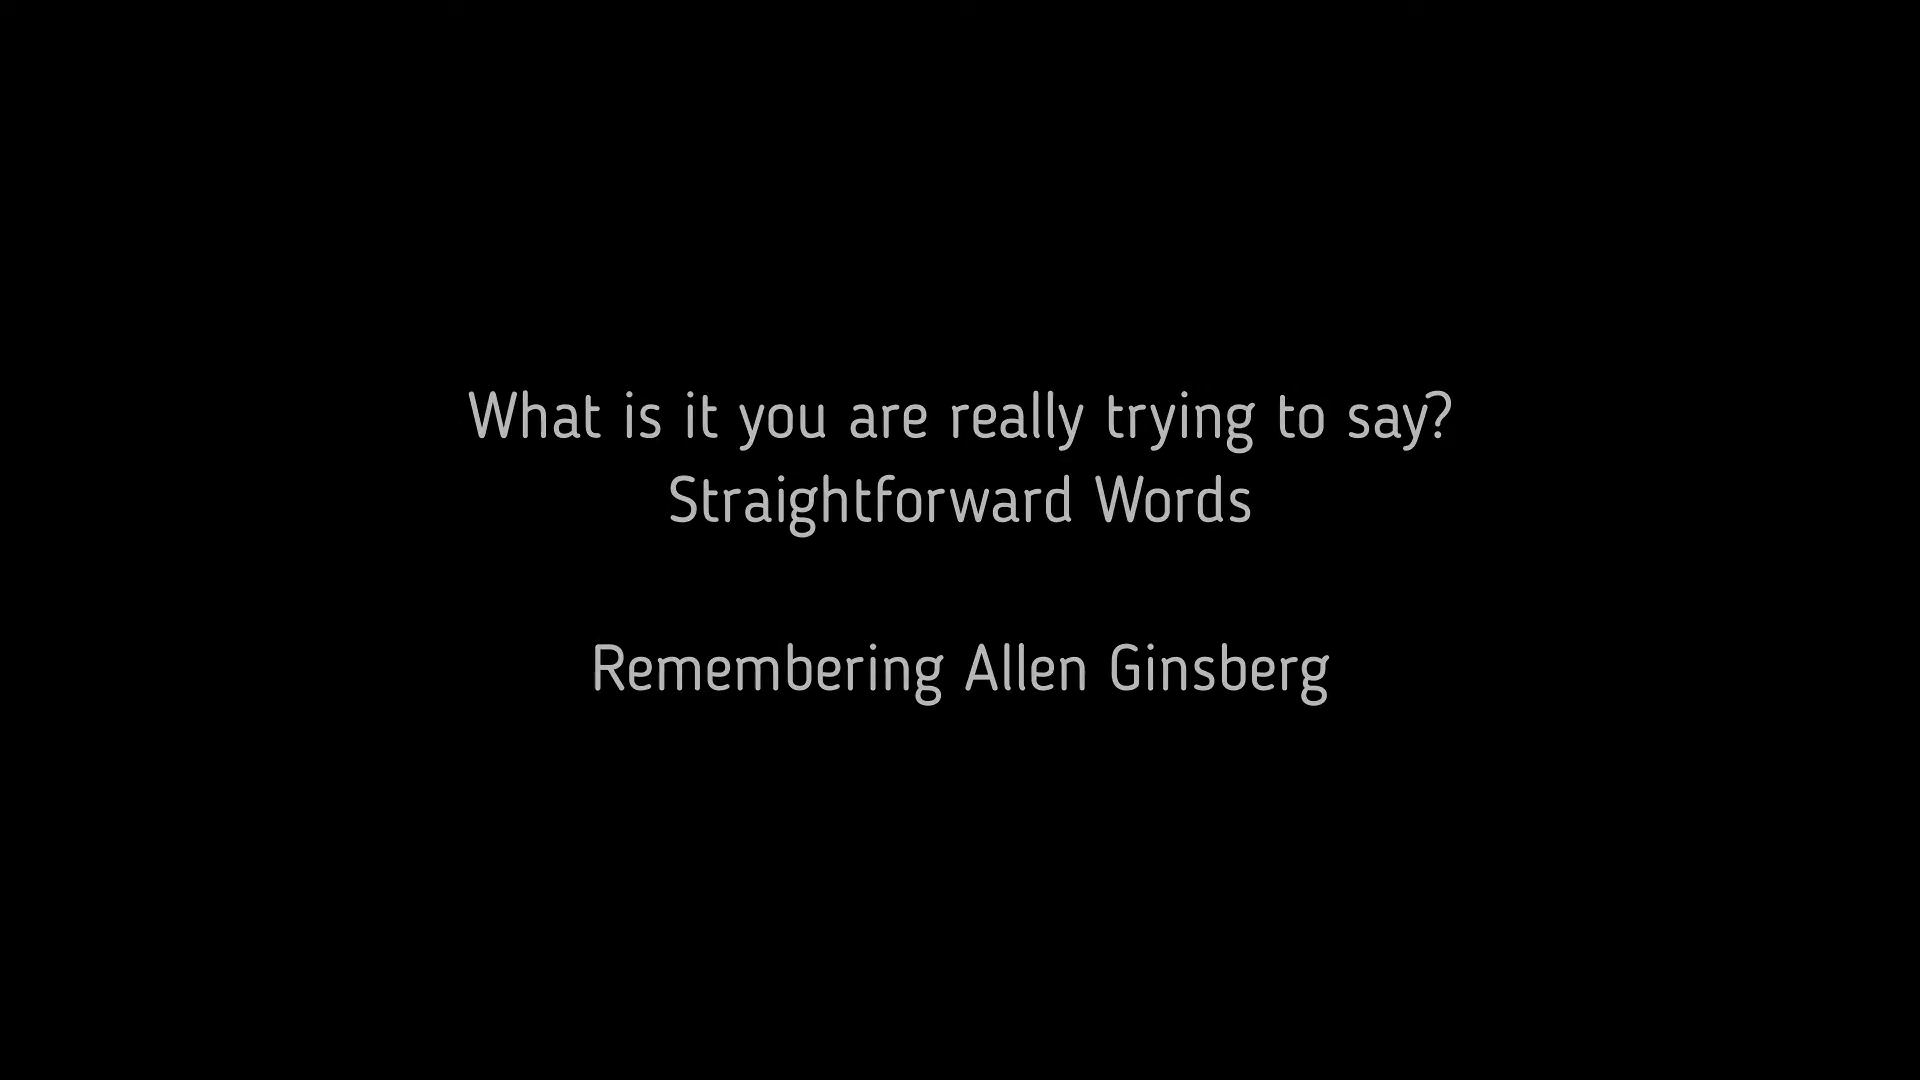 What is it you are really trying to say?
Straightforward Words
Remembering Allen Ginsberg